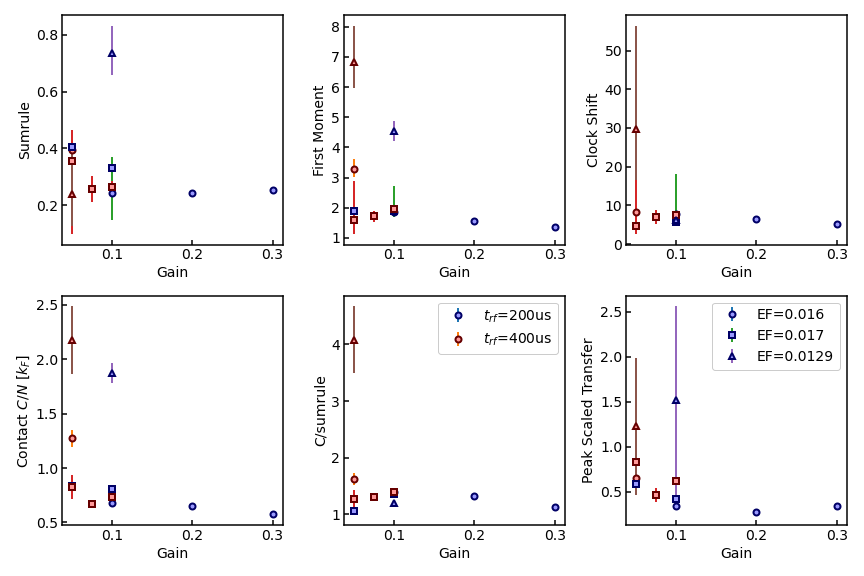 Sumrule
0.8
0.6
0.4
0.2
0.1
0.2
0.3
Gain
First Moment
8
7
6
5
4
3
2
1
0.1
0.2
0.3
Gain
Clock Shift
50
40
30
20
10
0
0.1
0.2
0.3
Gain
Contact C/N [k_F]
2.5
2.0
1.5
1.0
0.5
0.1
0.2
0.3
Gain
C/sumrule
4
3
2
1
t_rf=200us
t_rf=400us
0.1
0.2
0.3
Gain
Peak Scaled Transfer
2.5
2.0
1.5
1.0
0.5
EF=0.016
EF=0.017
EF=0.0129
0.1
0.2
0.3
Gain